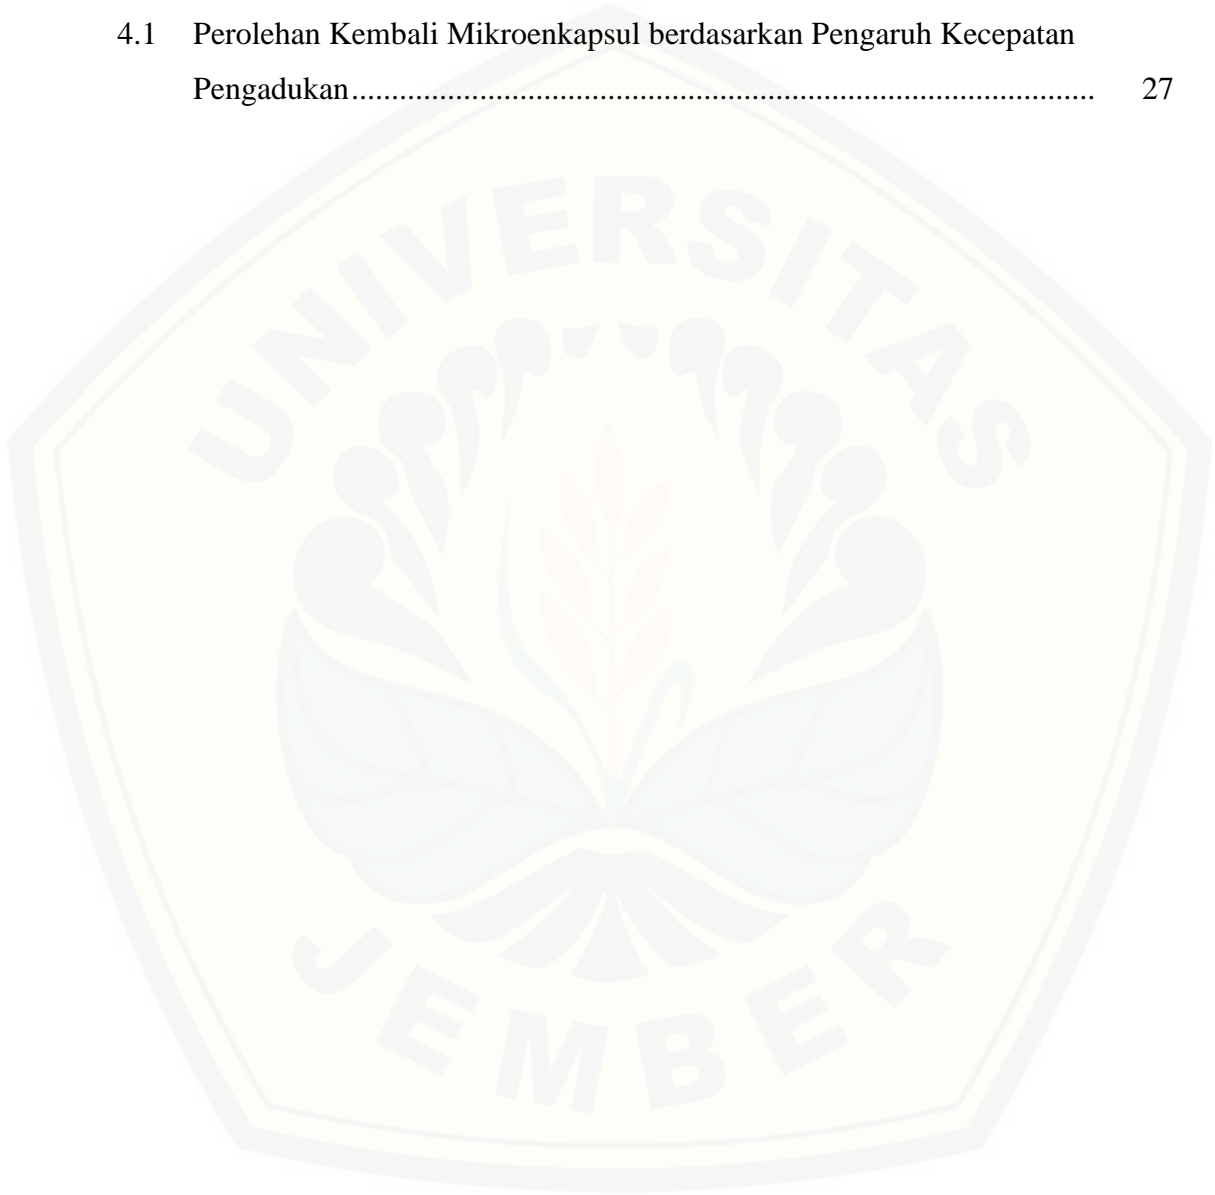 4.1 Perolehan Kembali Mikroenkapsul berdasarkan Pengaruh Kecepatan
Pengadukan............................................................................................... 27
UNIVERSITAS
JEMBER